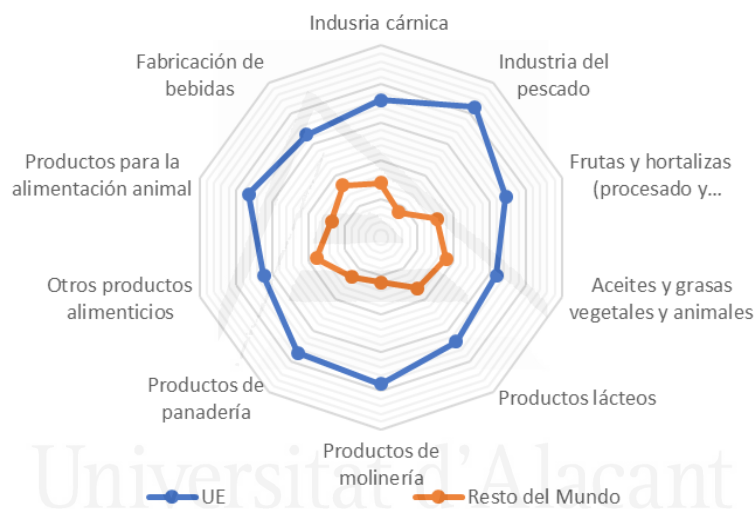 Indusria cárnica
Fabricación de
bebidas
Industria del
pescado
Productos para la
alimentación animal
Frutas y hortalizas
(procesado y...
Otros productos
alimenticios
Aceites y grasas
vegetales y animales
Productos de
panadería
Productos lácteos
Productos de
molinería
Universitat d'Alacant
UE
Resto del Mundo